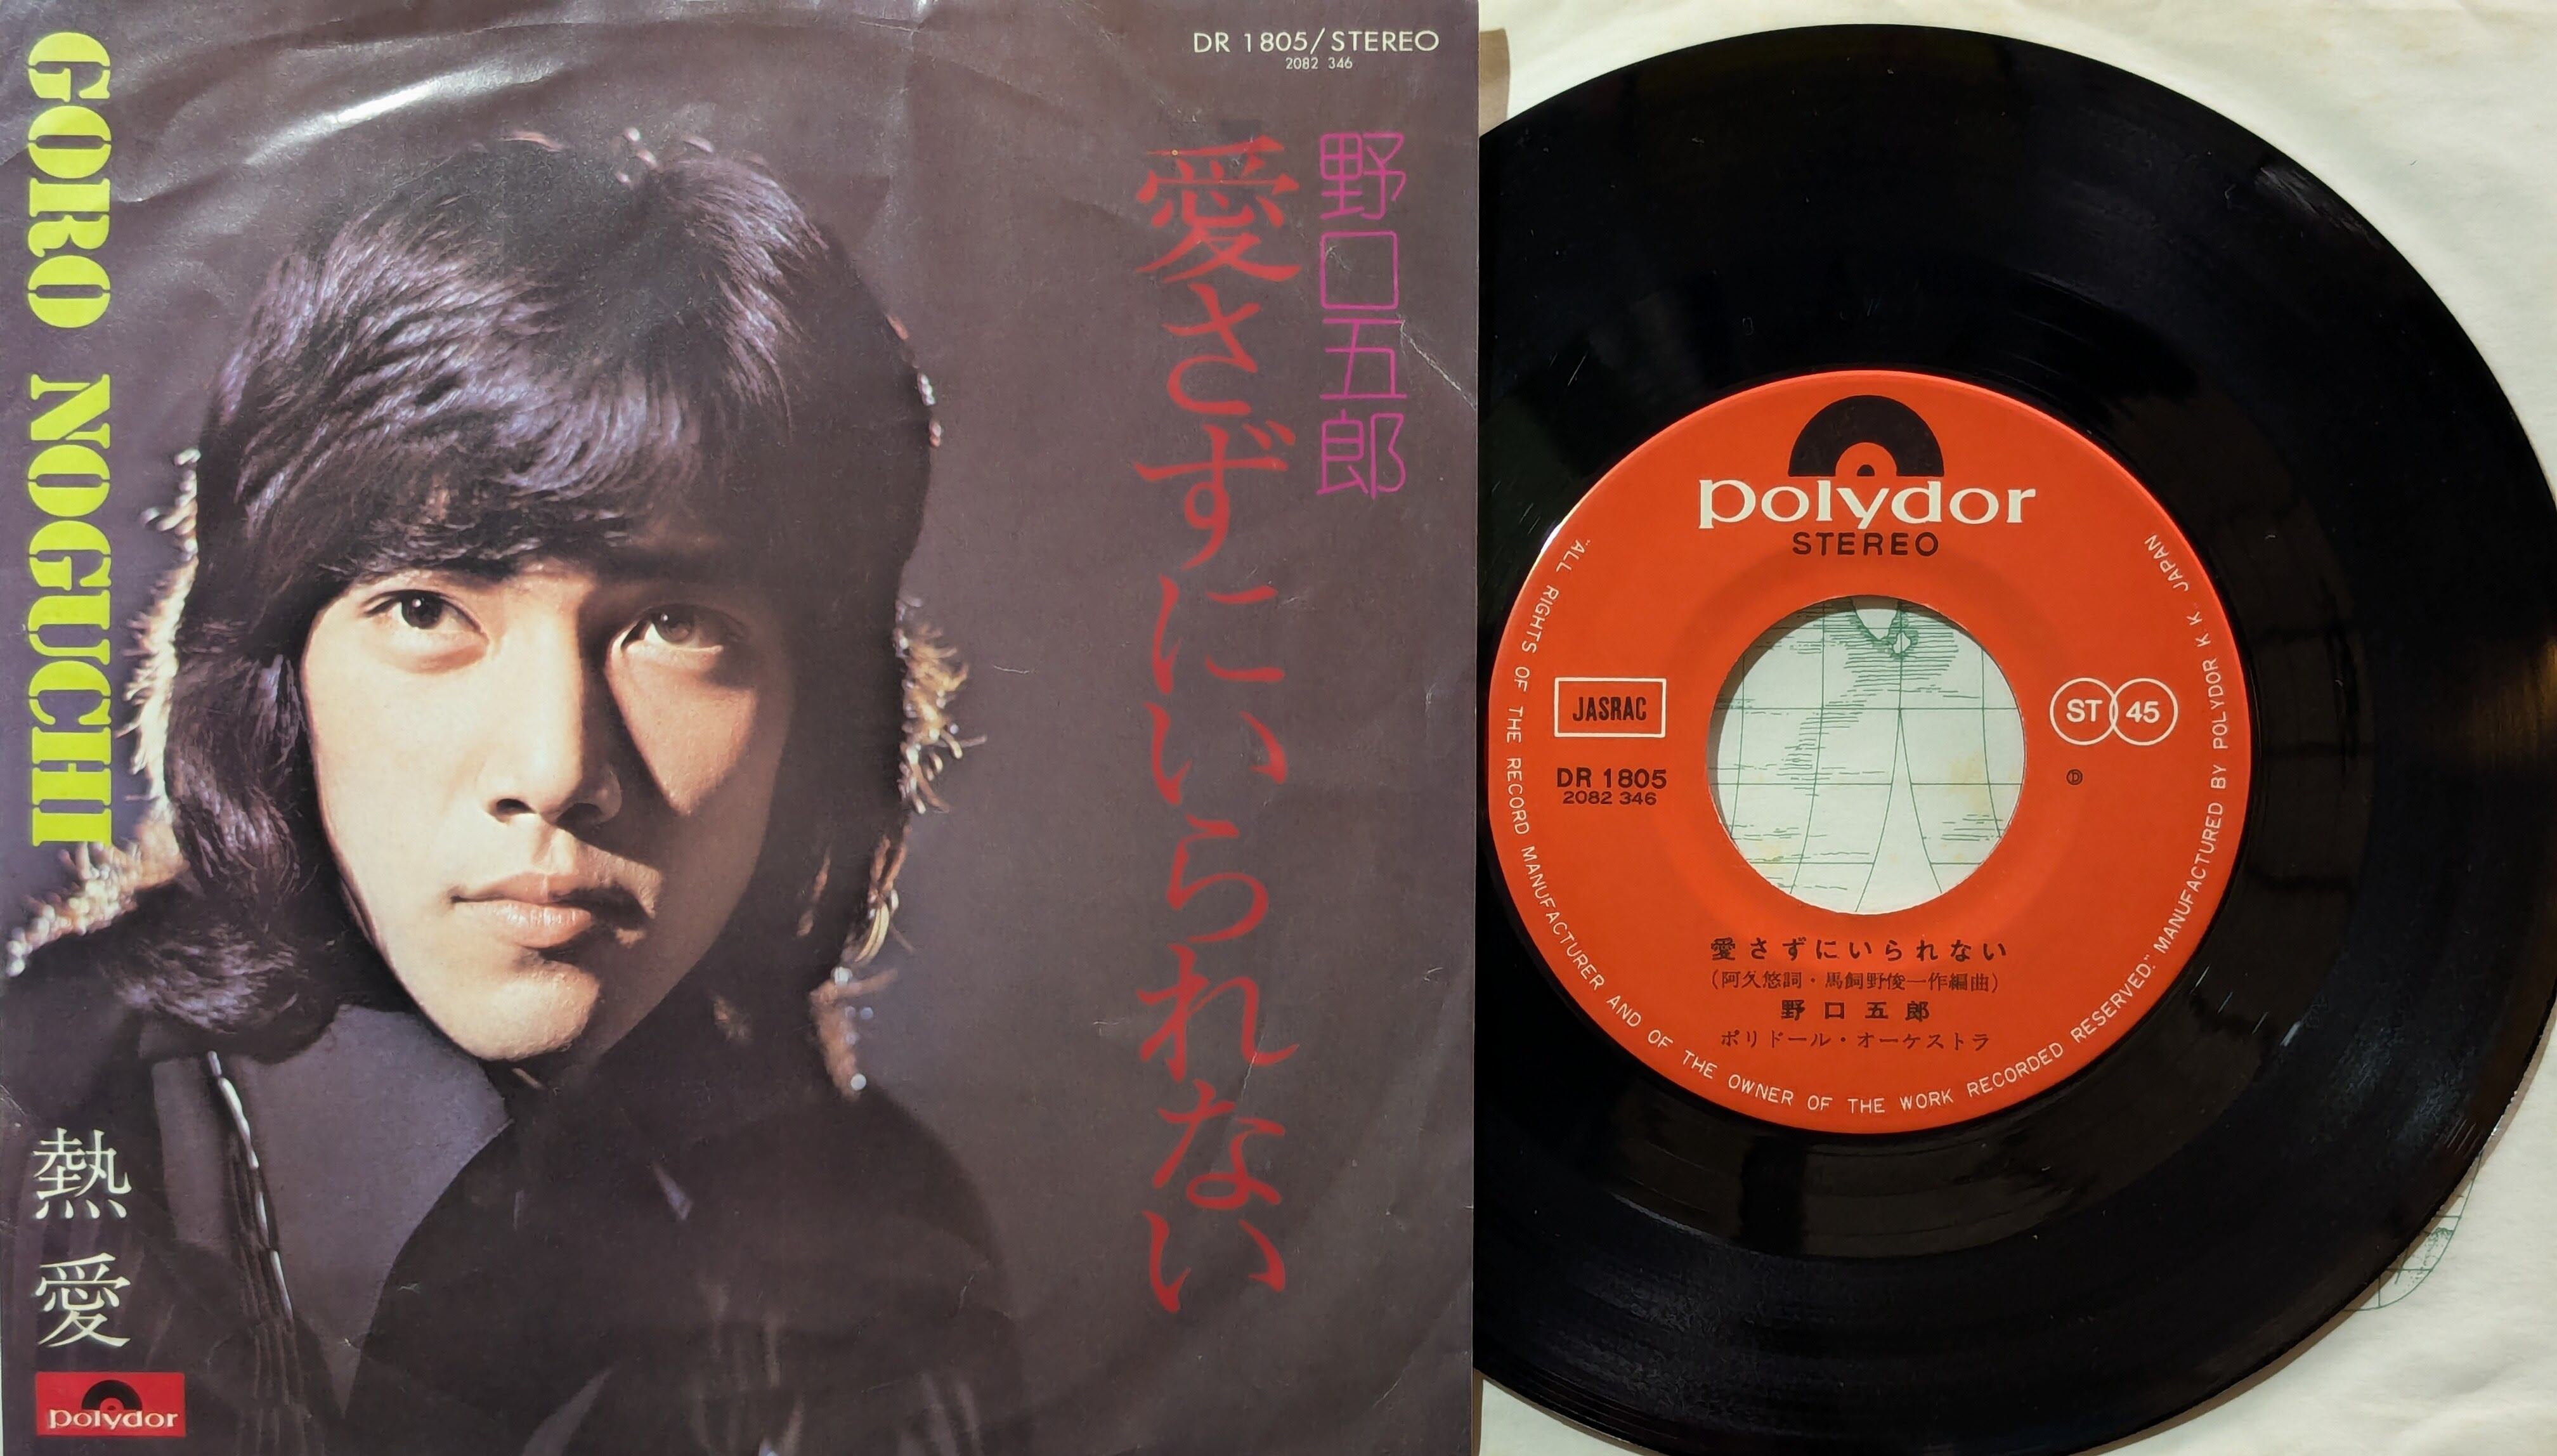 DR 1805/STEREO
2082 346
GORO NOGUCHI
野口五郎
愛さずにいられない
熱愛
polydor
polydor
STEREO
JASRAC
ST 45
DR 1805
2082 346
Ⓓ
愛さずにいられない
(阿久悠詞・馬飼野俊一作編曲)
野口五郎
ポリドール・オーケストラ
"ALL RIGHTS OF THE RECORD MANUFACTURER AND OF THE OWNER OF THE WORK RECORDED RESERVED." MANUFACTURED BY POLYDOR K.K. JAPAN